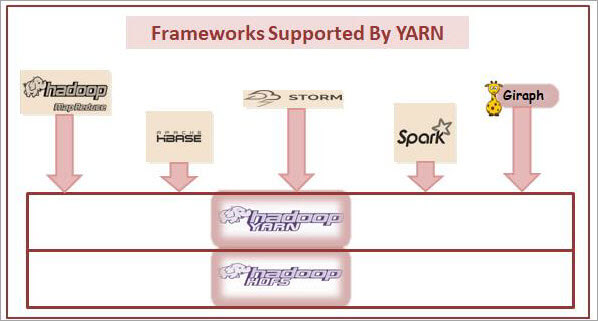 Frameworks Supported By YARN
hadoop
MapReduce
APACHE
HBASE
STORM
Spark
Giraph
hadoop
YARN
hadoop
HDFS